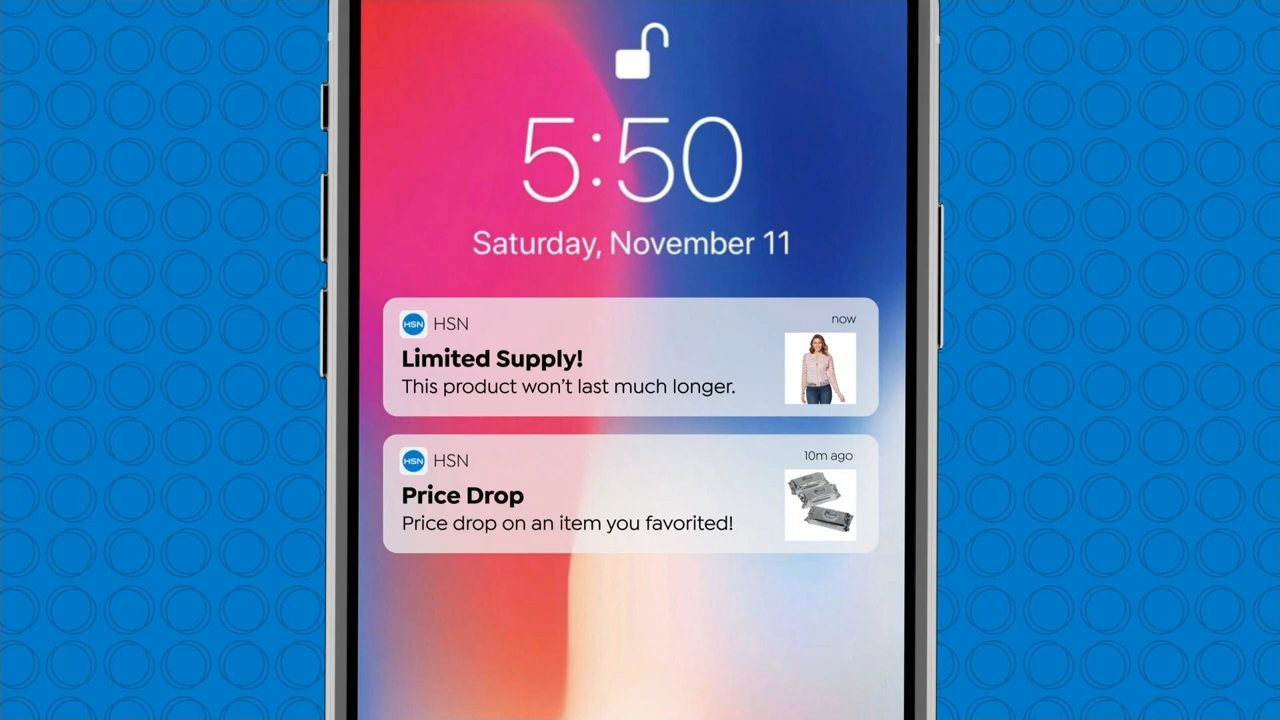 5:50
Saturday, November 11
HSN HSN now
Limited Supply!
This product won't last much longer.
HSN HSN 10m ago
Price Drop
Price drop on an item you favorited!